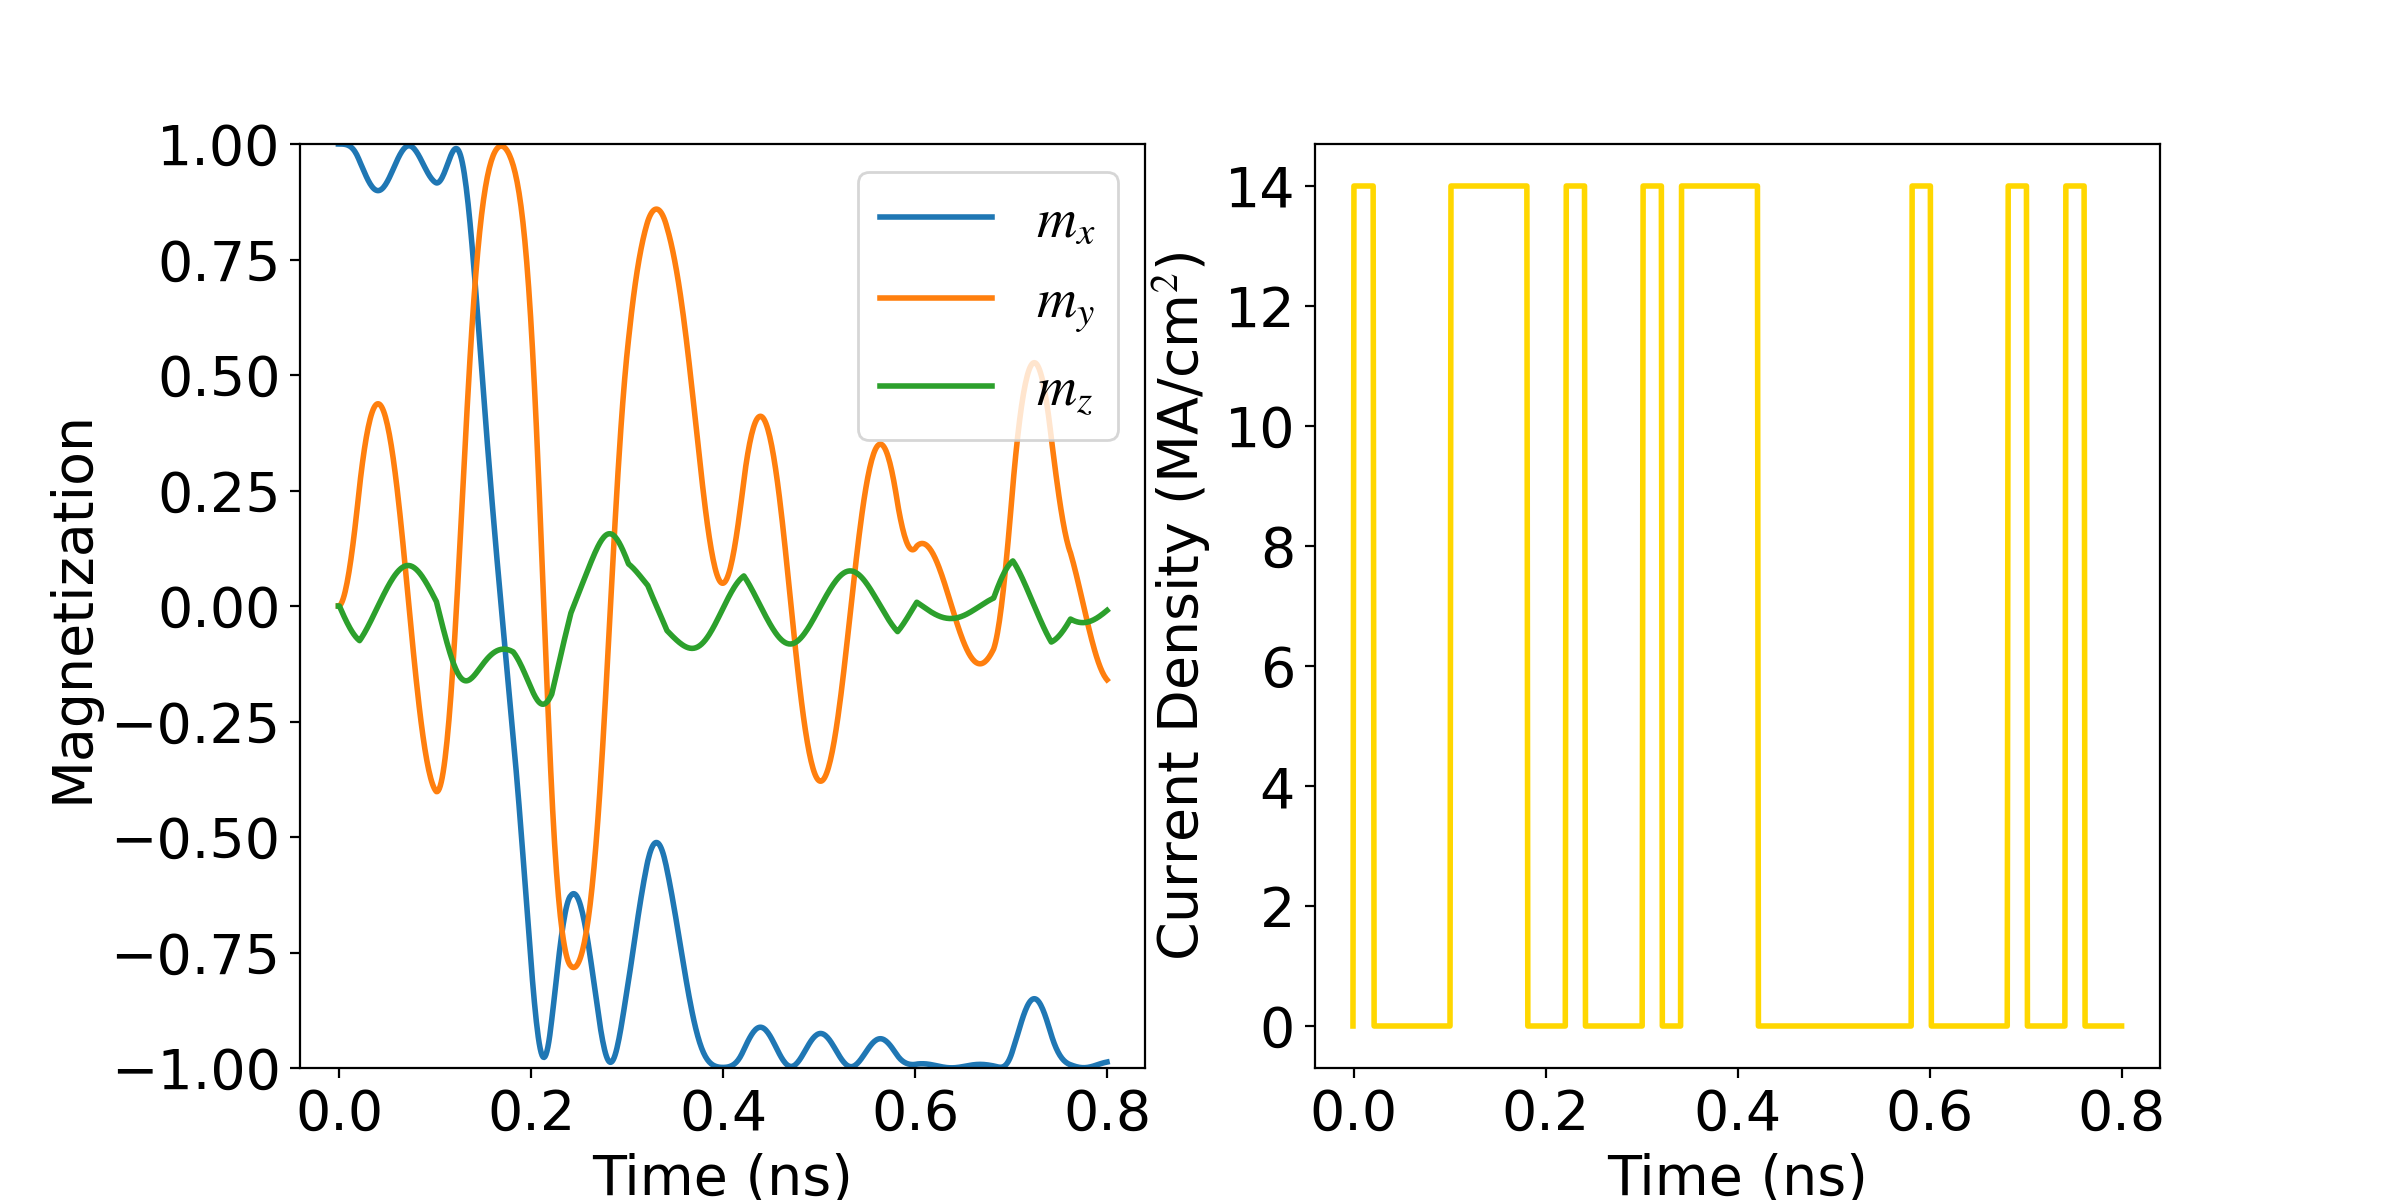 Magnetization
1.00
0.75
0.50
0.25
0.00
−0.25
−0.50
−0.75
−1.00
0.0 0.2 0.4 0.6 0.8
Time (ns)
m_x
m_y
m_z
Current Density (MA/cm²)
14
12
10
8
6
4
2
0
0.0 0.2 0.4 0.6 0.8
Time (ns)